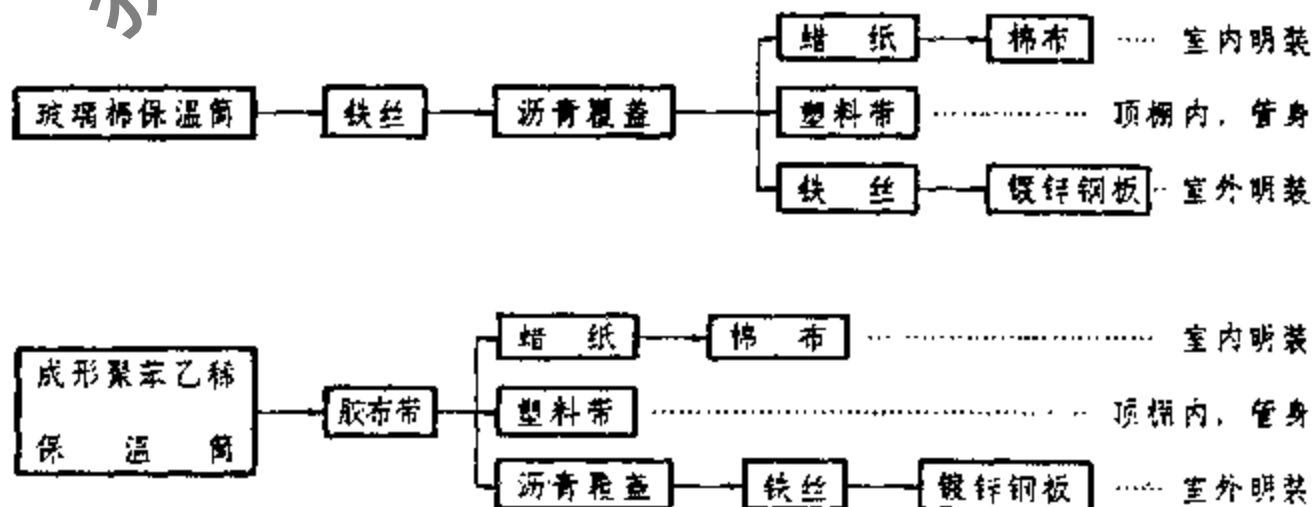 蜡 纸 棉布 室内明装
玻璃棉保温筒 铁丝 沥青覆盖 塑料带 顶棚内，管身
铁 丝 镀锌钢板 室外明装
蜡 纸 棉 布 室内明装
成形聚苯乙稀
胶布带 塑料带 顶棚内，管身
保 温 筒
沥青覆盖 铁丝 镀锌钢板 室外明装